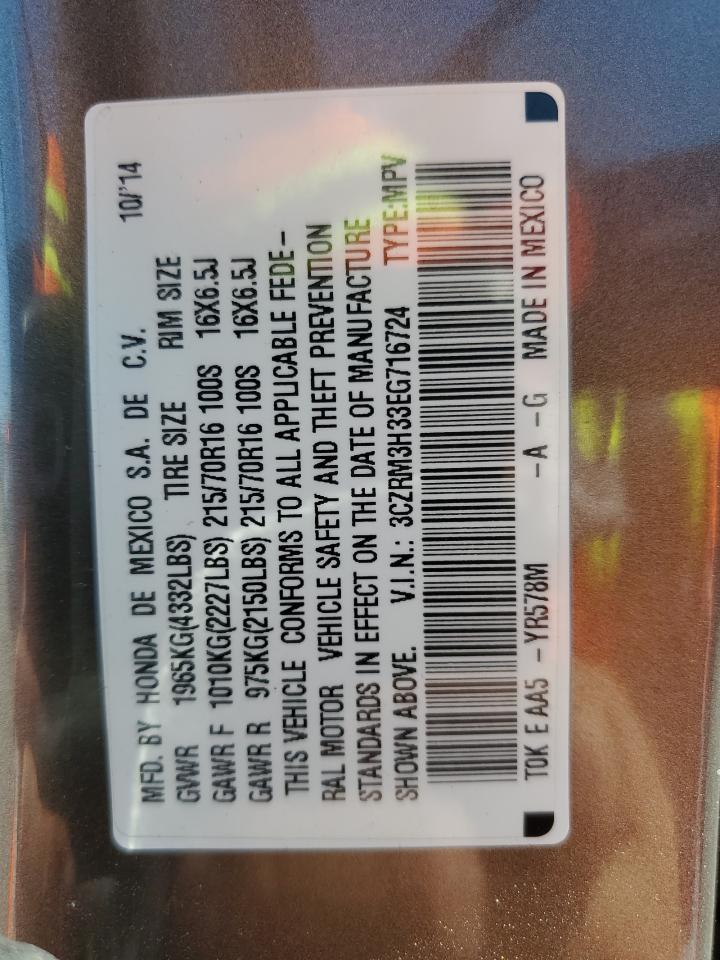 MFD. BY HONDA DE MEXICO S.A. DE C.V. 10/'14
GVWR 1965KG(4332LBS) TIRE SIZE RIM SIZE
GAWR F 1010KG(2227LBS) 215/70R16 100S 16X6.5J
GAWR R 975KG(2150LBS) 215/70R16 100S 16X6.5J
THIS VEHICLE CONFORMS TO ALL APPLICABLE FEDE-
RAL MOTOR VEHICLE SAFETY AND THEFT PREVENTION
STANDARDS IN EFFECT ON THE DATE OF MANUFACTURE
SHOWN ABOVE. V.I.N.: 3CZRM3H33EG716724 TYPE:MPV
T0K E AA5 -YR578M -A -G MADE IN MEXICO